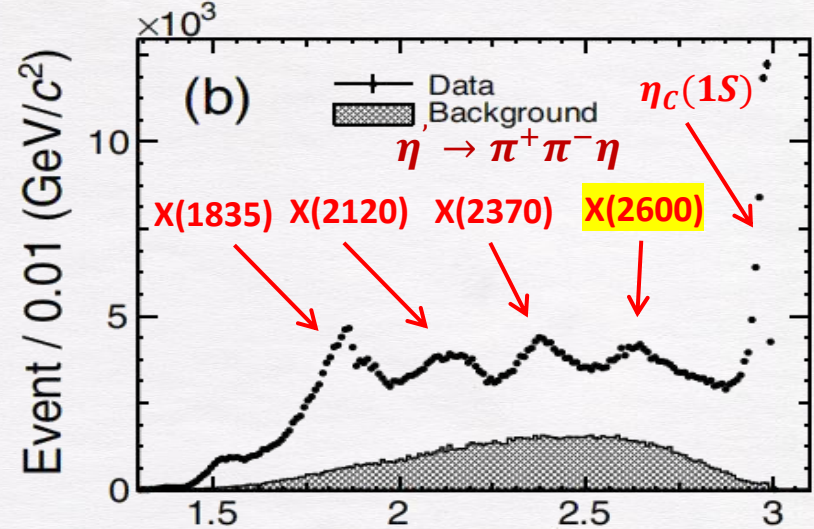 ×10³
Event / 0.01 (GeV/c²)
(b)
Data
Background
η′ → π⁺π⁻η
η_C(1S)
X(1835) X(2120) X(2370) X(2600)
10
5
0
1.5 2 2.5 3